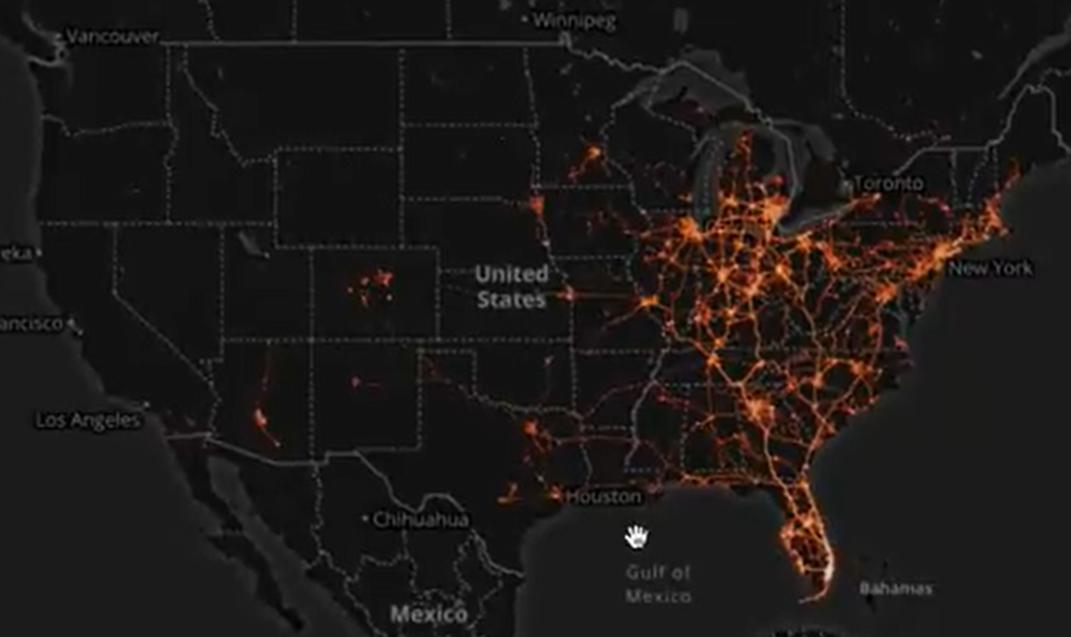 Winnipeg
Vancouver
Toronto
eka
New York
United
States
ancisco
Los Angeles
Houston
Chihuahua
Gulf of
Mexico
Bahamas
Mexico